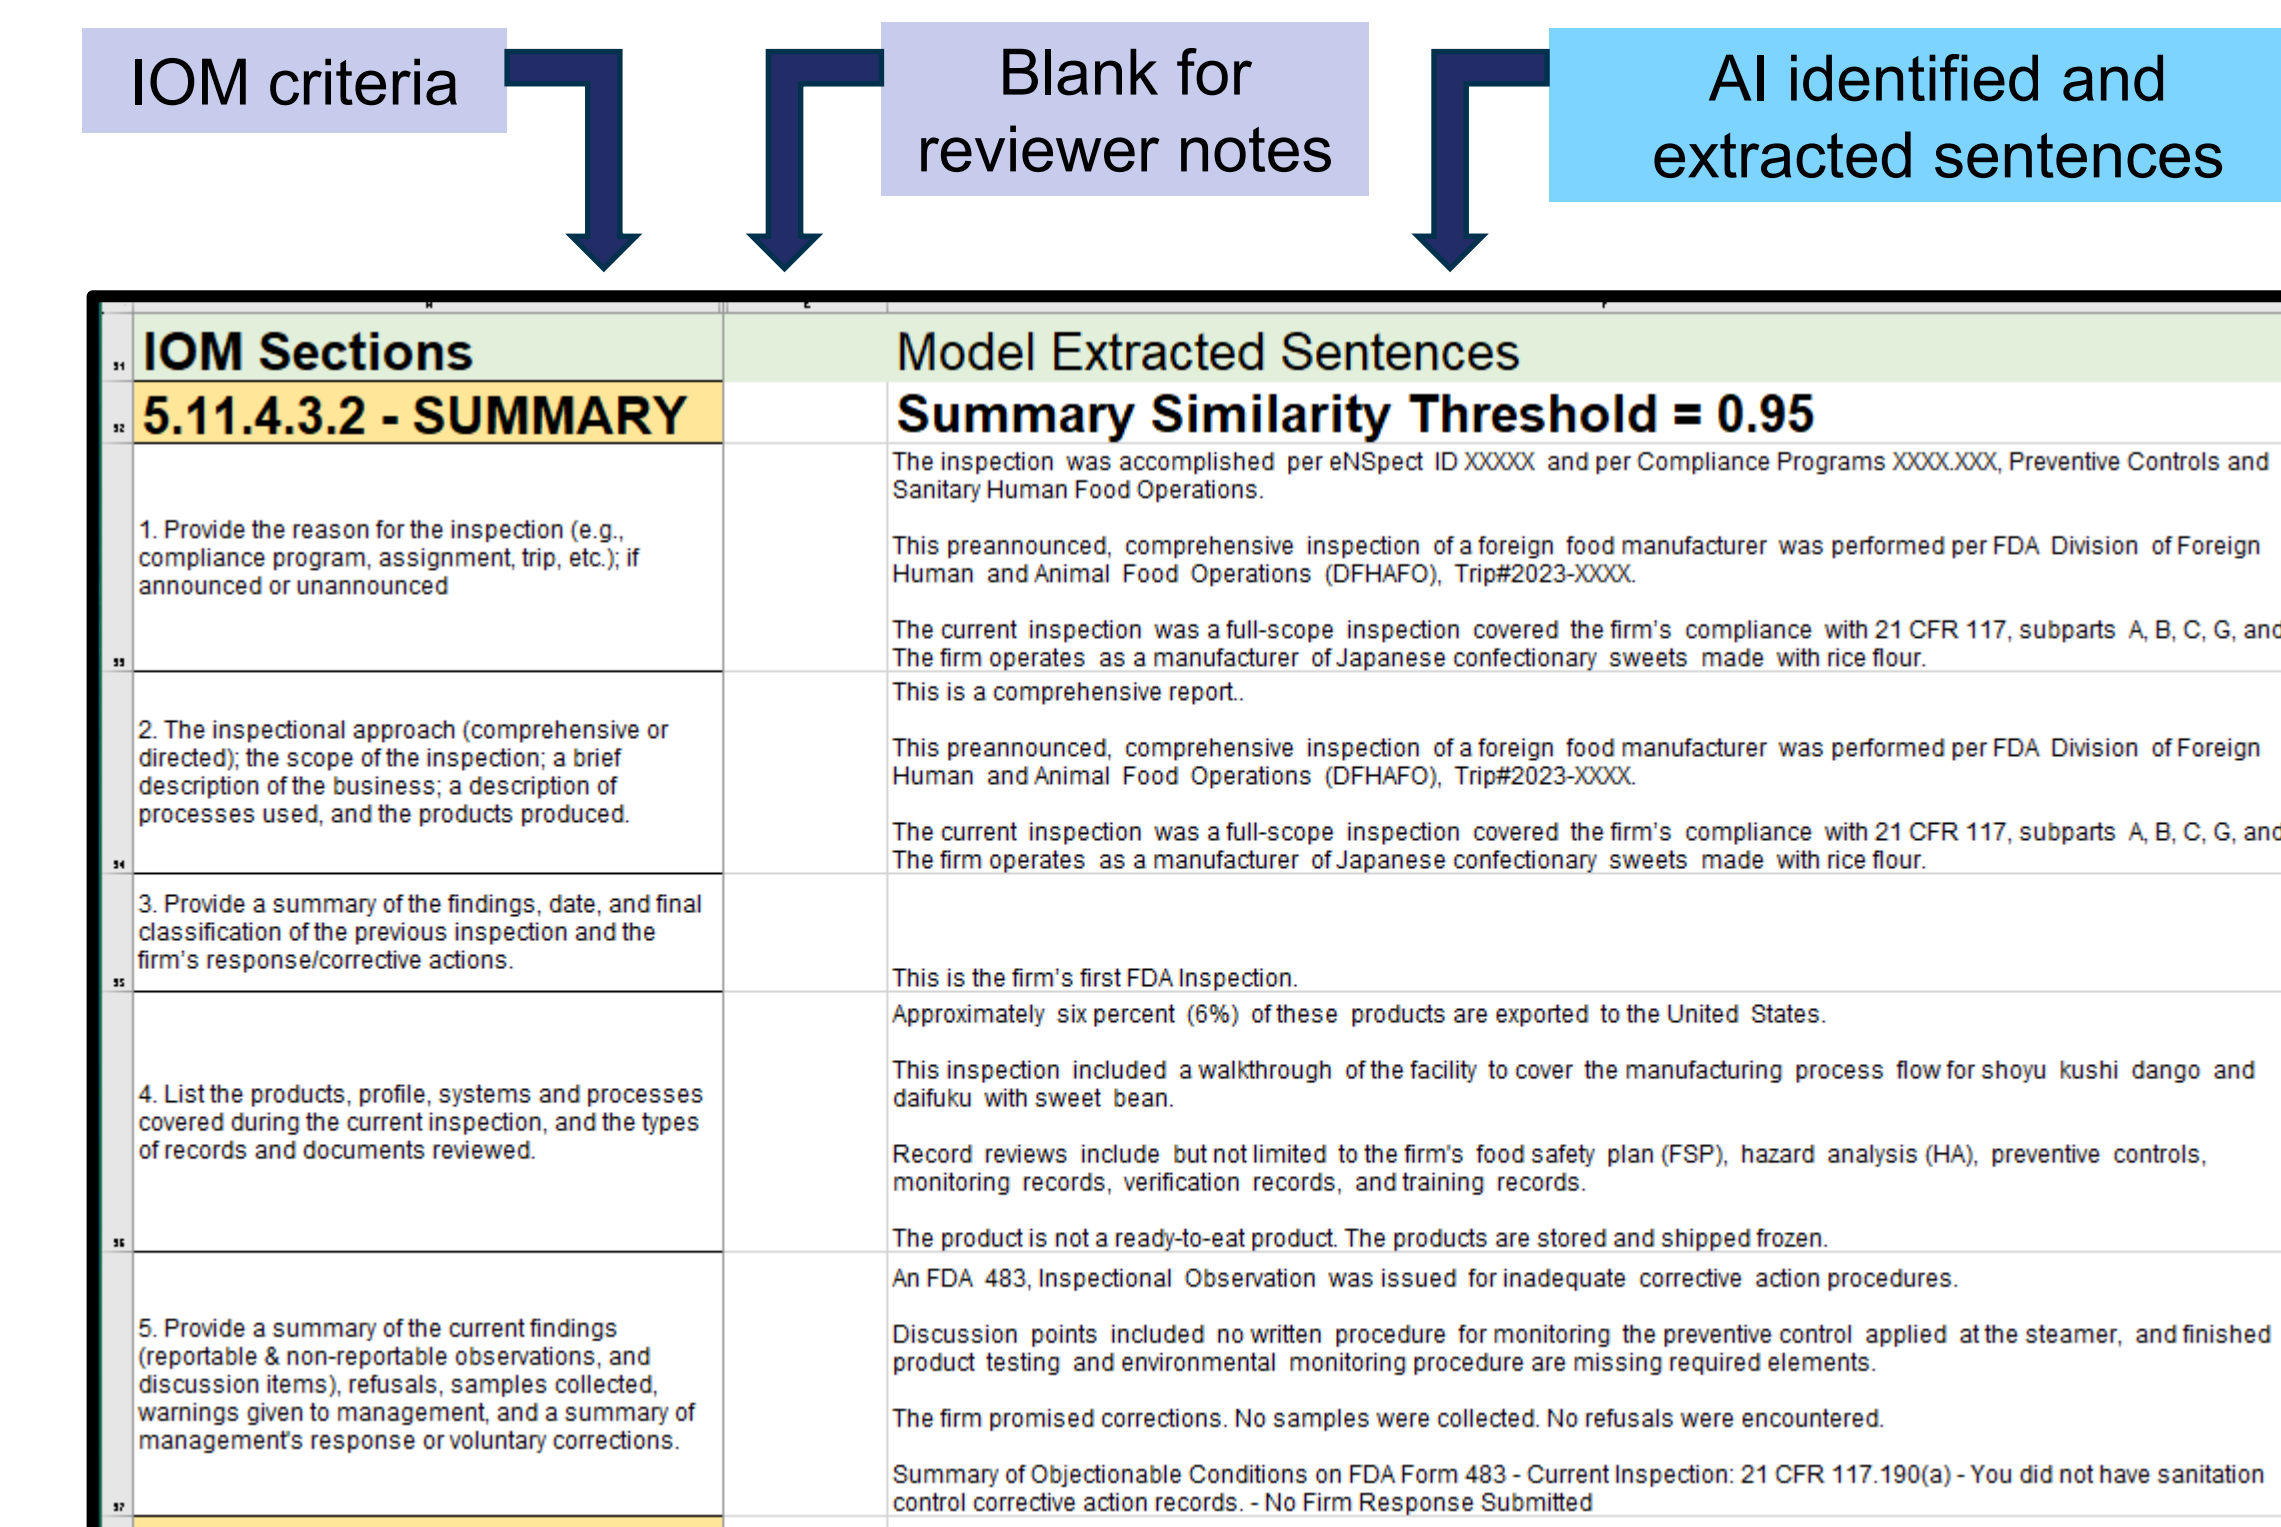 IOM criteria
Blank for
reviewer notes
AI identified and
extracted sentences
A
E
F
51
IOM Sections
Model Extracted Sentences
52
5.11.4.3.2 - SUMMARY
Summary Similarity Threshold = 0.95
1. Provide the reason for the inspection (e.g.,
compliance program, assignment, trip, etc.); if
announced or unannounced
53
The inspection was accomplished per eNSpect ID XXXXX and per Compliance Programs XXXX.XXX, Preventive Controls and
Sanitary Human Food Operations.
This preannounced, comprehensive inspection of a foreign food manufacturer was performed per FDA Division of Foreign
Human and Animal Food Operations (DFHAFO), Trip#2023-XXXX.
The current inspection was a full-scope inspection covered the firm's compliance with 21 CFR 117, subparts A, B, C, G, and
The firm operates as a manufacturer of Japanese confectionary sweets made with rice flour.
2. The inspectional approach (comprehensive or
directed); the scope of the inspection; a brief
description of the business; a description of
processes used, and the products produced.
54
This is a comprehensive report..
This preannounced, comprehensive inspection of a foreign food manufacturer was performed per FDA Division of Foreign
Human and Animal Food Operations (DFHAFO), Trip#2023-XXXX.
The current inspection was a full-scope inspection covered the firm's compliance with 21 CFR 117, subparts A, B, C, G, and
The firm operates as a manufacturer of Japanese confectionary sweets made with rice flour.
3. Provide a summary of the findings, date, and final
classification of the previous inspection and the
firm's response/corrective actions.
55
This is the firm's first FDA Inspection.
4. List the products, profile, systems and processes
covered during the current inspection, and the types
of records and documents reviewed.
56
Approximately six percent (6%) of these products are exported to the United States.
This inspection included a walkthrough of the facility to cover the manufacturing process flow for shoyu kushi dango and
daifuku with sweet bean.
Record reviews include but not limited to the firm's food safety plan (FSP), hazard analysis (HA), preventive controls,
monitoring records, verification records, and training records.
The product is not a ready-to-eat product. The products are stored and shipped frozen.
5. Provide a summary of the current findings
(reportable & non-reportable observations, and
discussion items), refusals, samples collected,
warnings given to management, and a summary of
management's response or voluntary corrections.
57
An FDA 483, Inspectional Observation was issued for inadequate corrective action procedures.
Discussion points included no written procedure for monitoring the preventive control applied at the steamer, and finished
product testing and environmental monitoring procedure are missing required elements.
The firm promised corrections. No samples were collected. No refusals were encountered.
Summary of Objectionable Conditions on FDA Form 483 - Current Inspection: 21 CFR 117.190(a) - You did not have sanitation
control corrective action records. - No Firm Response Submitted